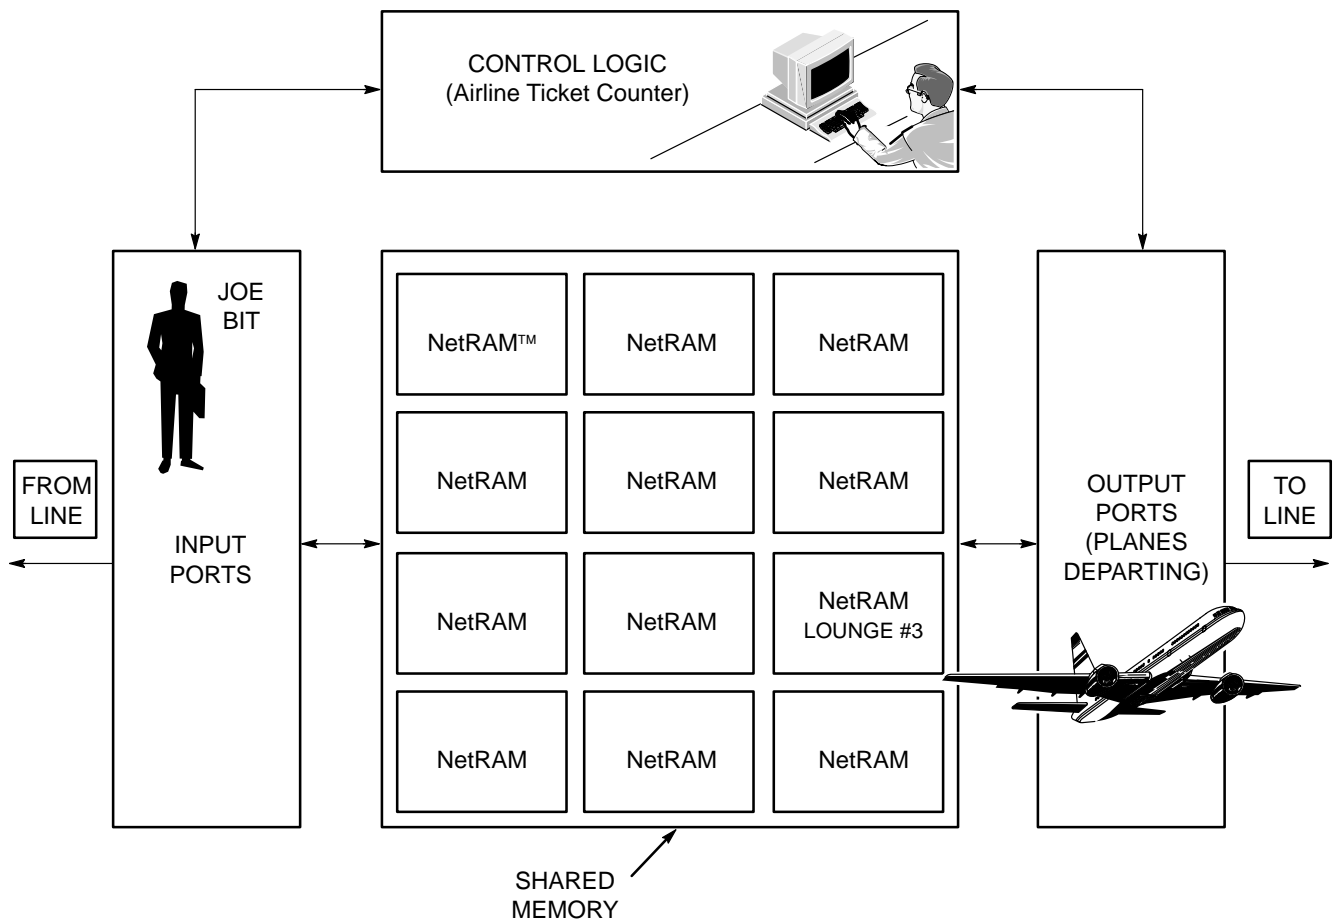 CONTROL LOGIC
(Airline Ticket Counter)
JOE
BIT
NetRAM™
NetRAM
NetRAM
NetRAM
NetRAM
NetRAM
FROM
LINE
INPUT
PORTS
OUTPUT
PORTS
(PLANES
DEPARTING)
TO
LINE
NetRAM
NetRAM
NetRAM
LOUNGE #3
NetRAM
NetRAM
NetRAM
SHARED
MEMORY